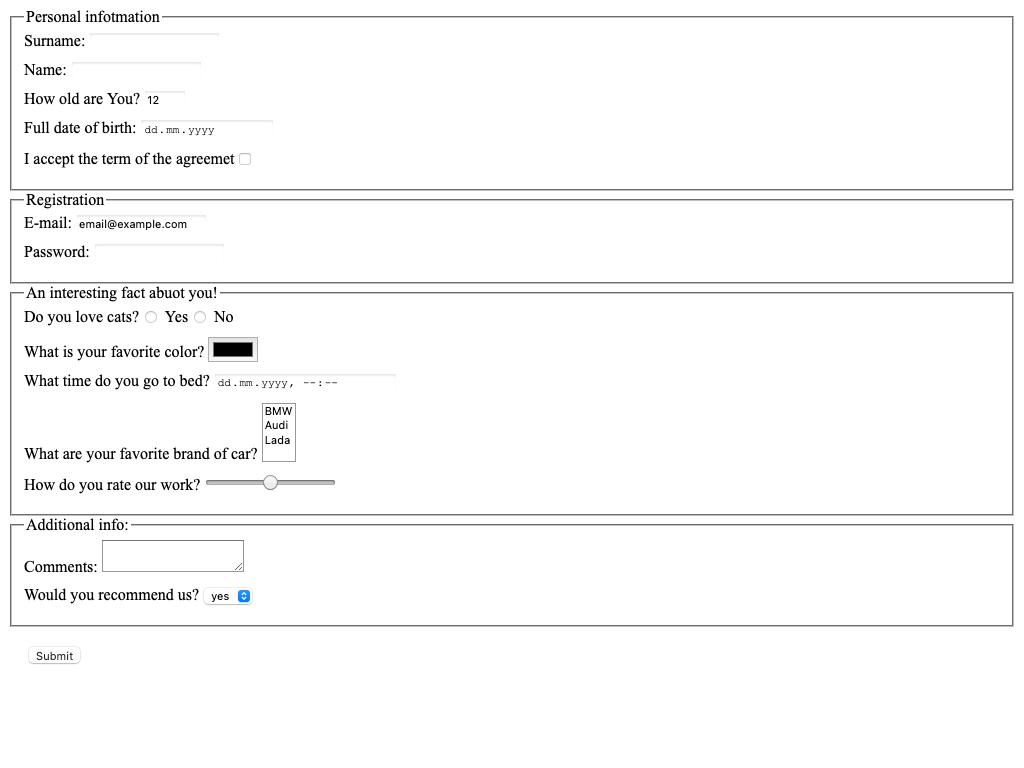 Personal infotmation
Surname:
Name:
How old are You? 12
Full date of birth: dd.mm.yyyy
I accept the term of the agreemet
Registration
E-mail: email@example.com
Password:
An interesting fact abuot you!
Do you love cats? Yes No
What is your favorite color?
What time do you go to bed? dd.mm.yyyy, --:--
BMW
Audi
Lada
What are your favorite brand of car?
How do you rate our work?
Additional info:
Comments:
Would you recommend us? yes
Submit